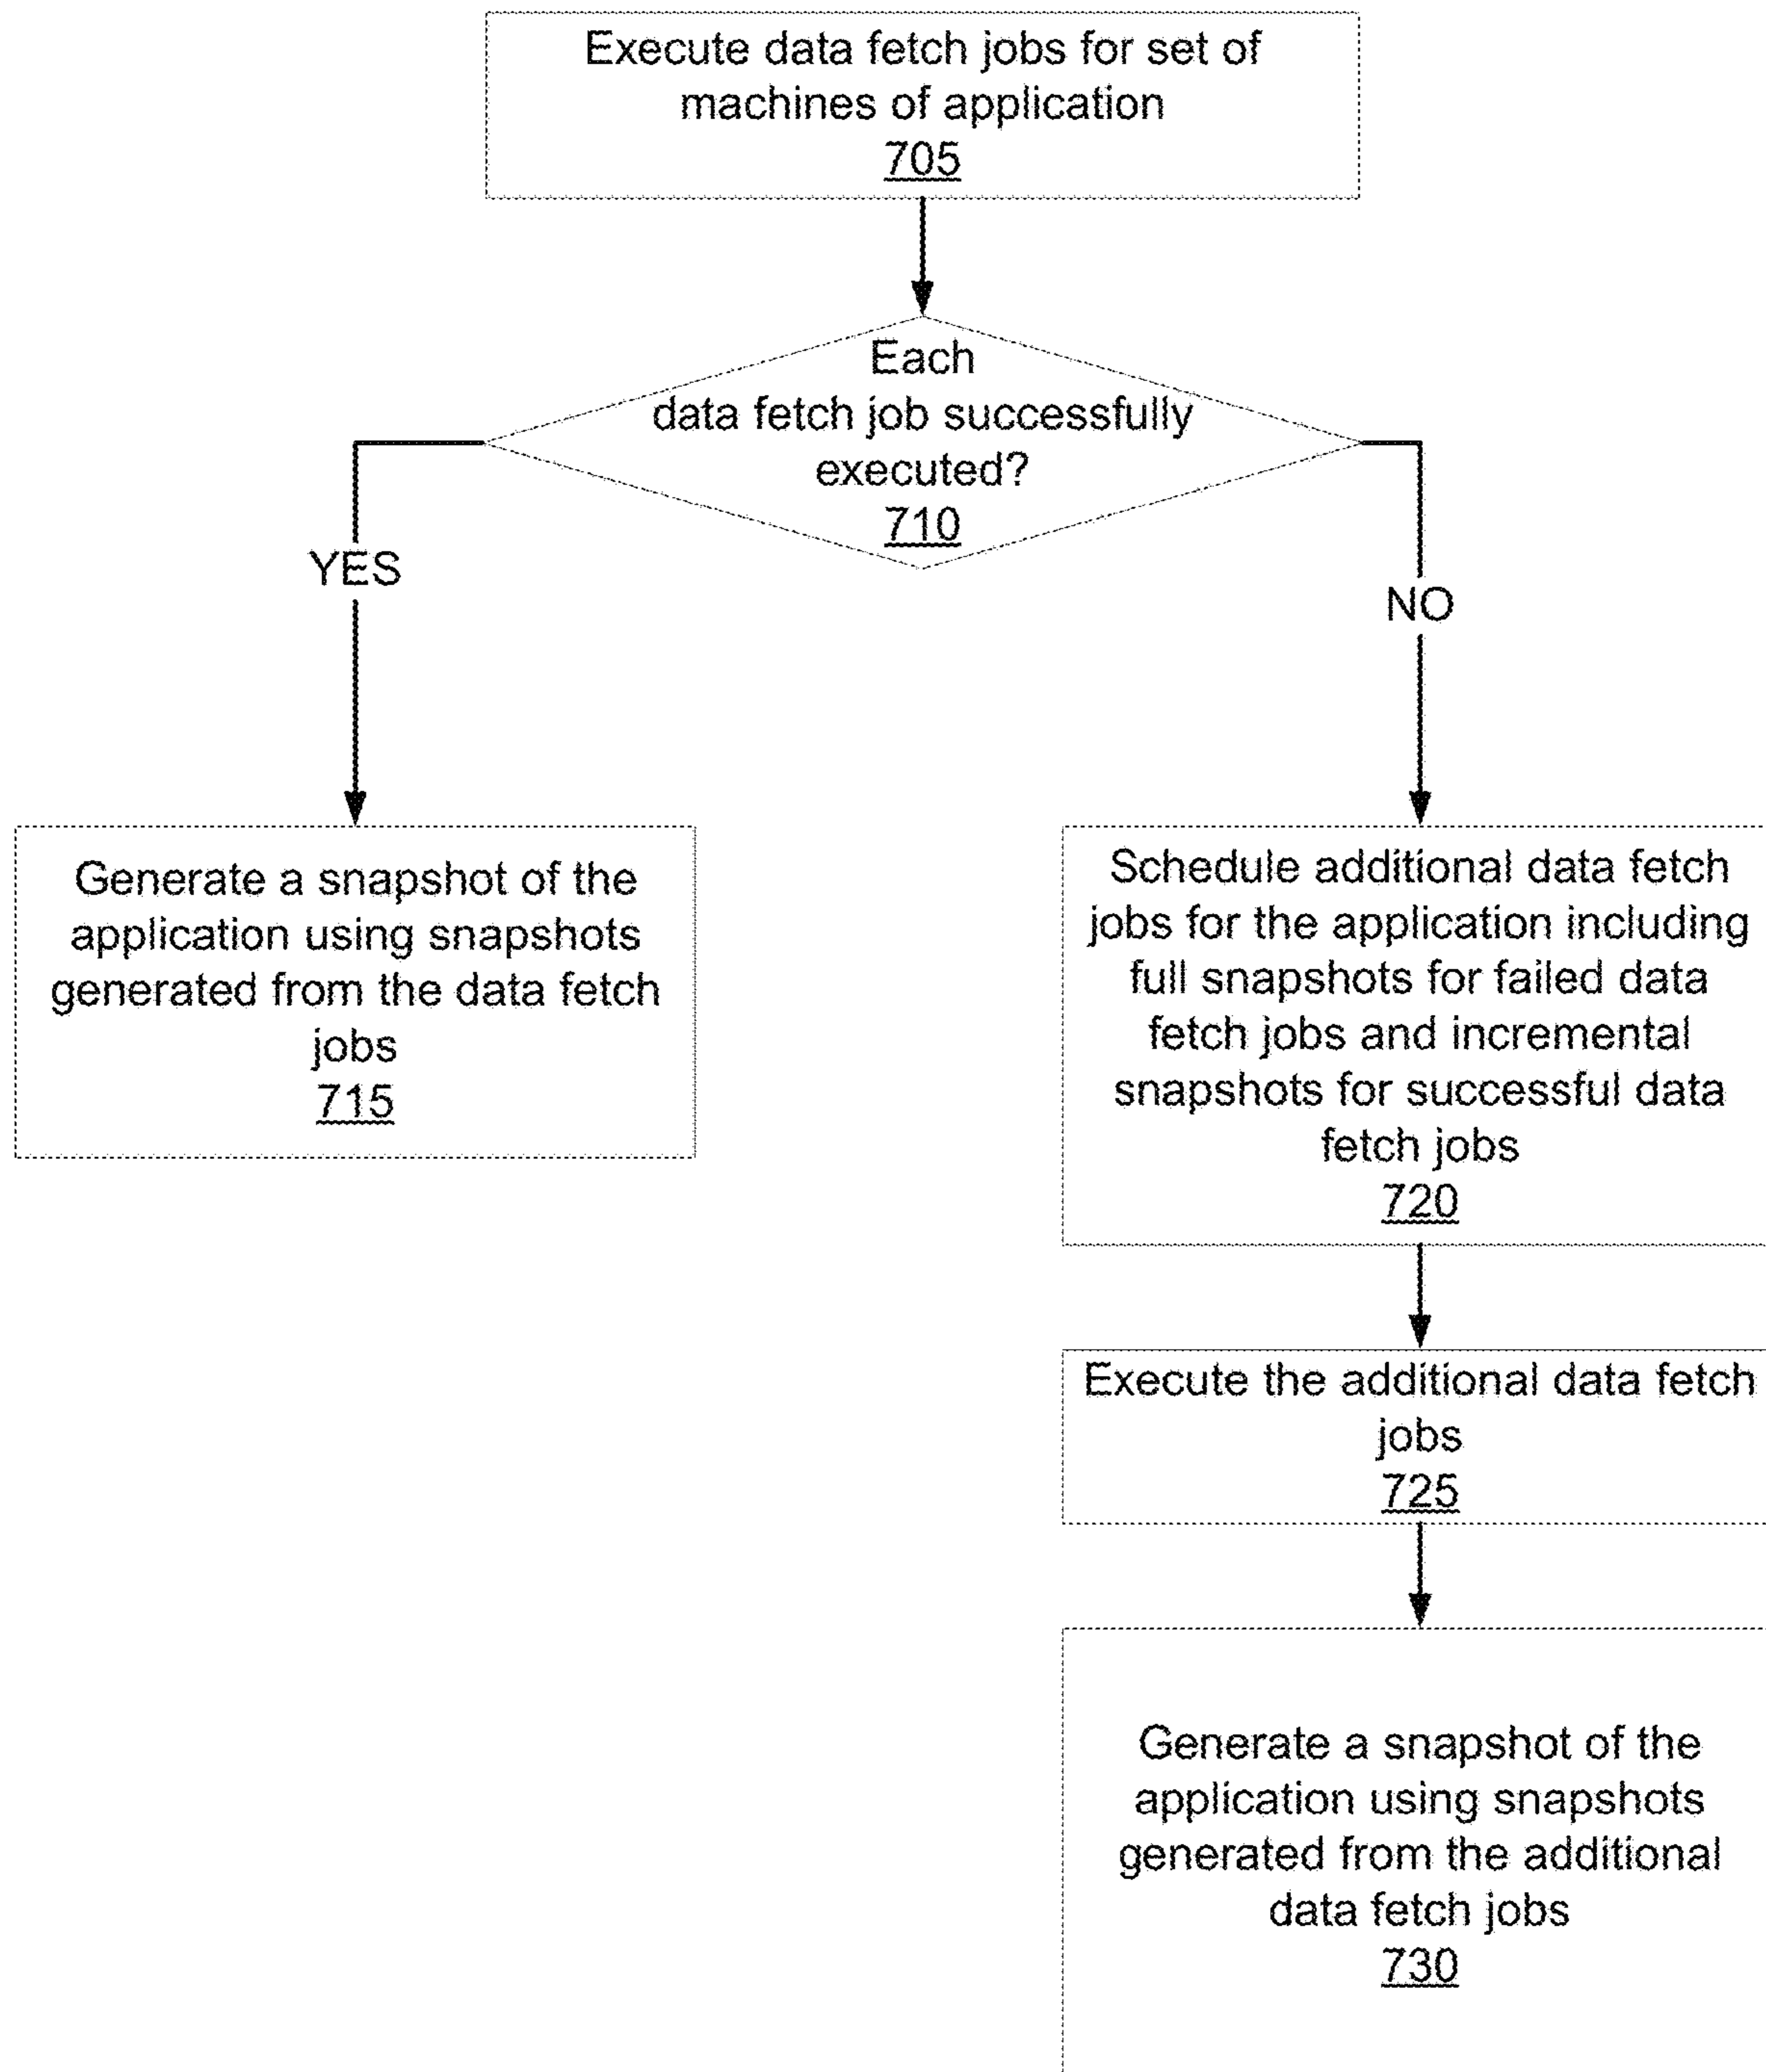 Execute data fetch jobs for set of
machines of application
705
Each
data fetch job successfully
executed?
710
YES
NO
Generate a snapshot of the
application using snapshots
generated from the data fetch
jobs
715
Schedule additional data fetch
jobs for the application including
full snapshots for failed data
fetch jobs and incremental
snapshots for successful data
fetch jobs
720
Execute the additional data fetch
jobs
725
Generate a snapshot of the
application using snapshots
generated from the additional
data fetch jobs
730